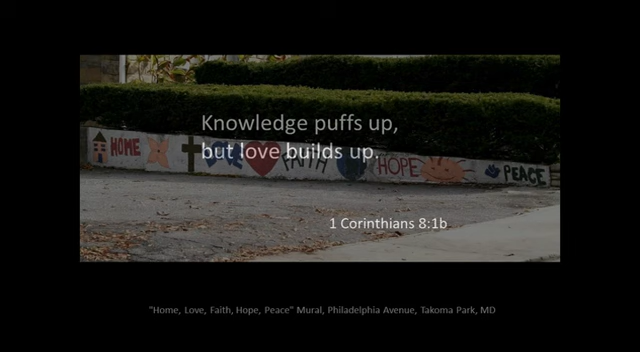 Knowledge puffs up,
but love builds up.
HOME
FAITH
HOPE
PEACE
1 Corinthians 8:1b
"Home, Love, Faith, Hope, Peace" Mural, Philadelphia Avenue, Takoma Park, MD